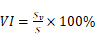 VI = S_v / S × 100%